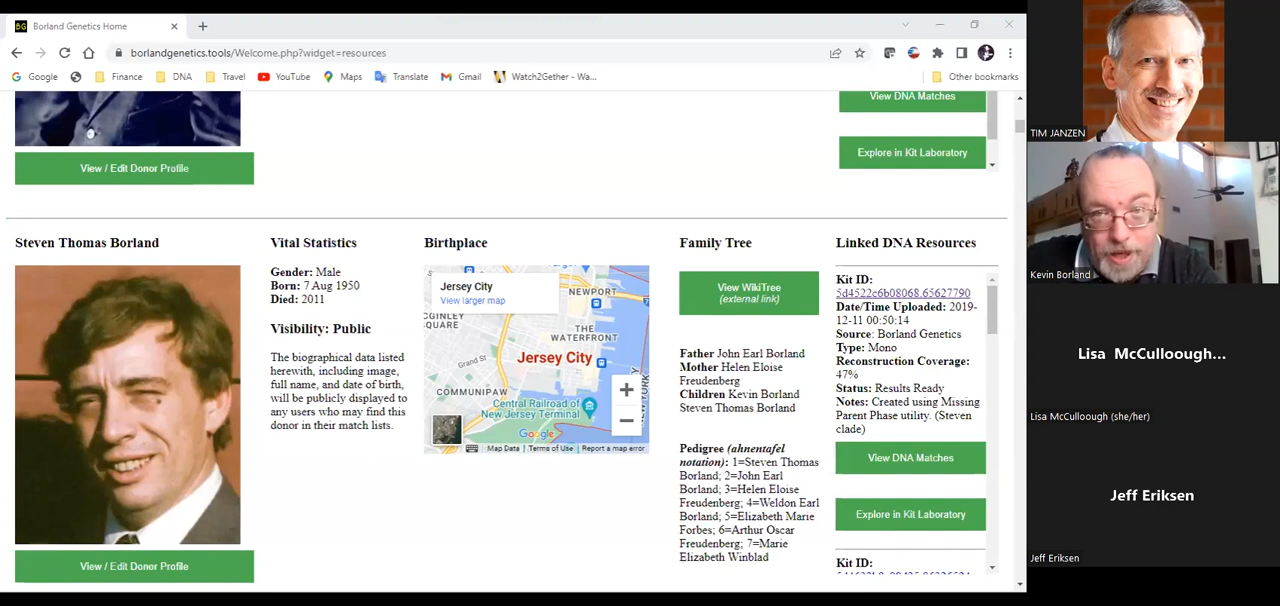 Borland Genetics Home
borlandgenetics.tools/Welcome.php?widget=resources
Google
Finance
DNA
Travel
YouTube
Maps
Translate
Gmail
Watch2Gether - Wa...
Other bookmarks
View DNA Matches
Explore in Kit Laboratory
View / Edit Donor Profile
Steven Thomas Borland
View / Edit Donor Profile
Vital Statistics
Gender: Male
Born: 7 Aug 1950
Died: 2011
Visibility: Public
The biographical data listed
herewith, including image,
full name, and date of birth,
will be publicly displayed to
any users who may find this
donor in their match lists.
Birthplace
Jersey City
View larger map
NEWPORT
SQUARE
THE
WATERFRONT
Grand St
Jersey City
COMMUNIPAW
Central Railroad of
New Jersey Terminal
Google
Map Data
Terms of Use
Report a map error
Family Tree
View WikiTree
(external link)
Father John Earl Borland
Mother Helen Eloise
Freudenberg
Children Kevin Borland
Steven Thomas Borland
Pedigree (ahnentafel
notation): 1=Steven Thomas
Borland; 2=John Earl
Borland; 3=Helen Eloise
Freudenberg; 4=Weldon Earl
Borland; 5=Elizabeth Marie
Forbes; 6=Arthur Oscar
Freudenberg; 7=Marie
Elizabeth Winblad
Linked DNA Resources
Kit ID:
5d4522c6b08068.65627790
Date/Time Uploaded: 2019-
12-11 00:50:14
Source: Borland Genetics
Type: Mono
Reconstruction Coverage:
47%
Status: Results Ready
Notes: Created using Missing
Parent Phase utility. (Steven
clade)
View DNA Matches
Explore in Kit Laboratory
Kit ID:
TIM JANZEN
Kevin Borland
Lisa McCulloough...
Lisa McCulloough (she/her)
Jeff Eriksen
Jeff Eriksen